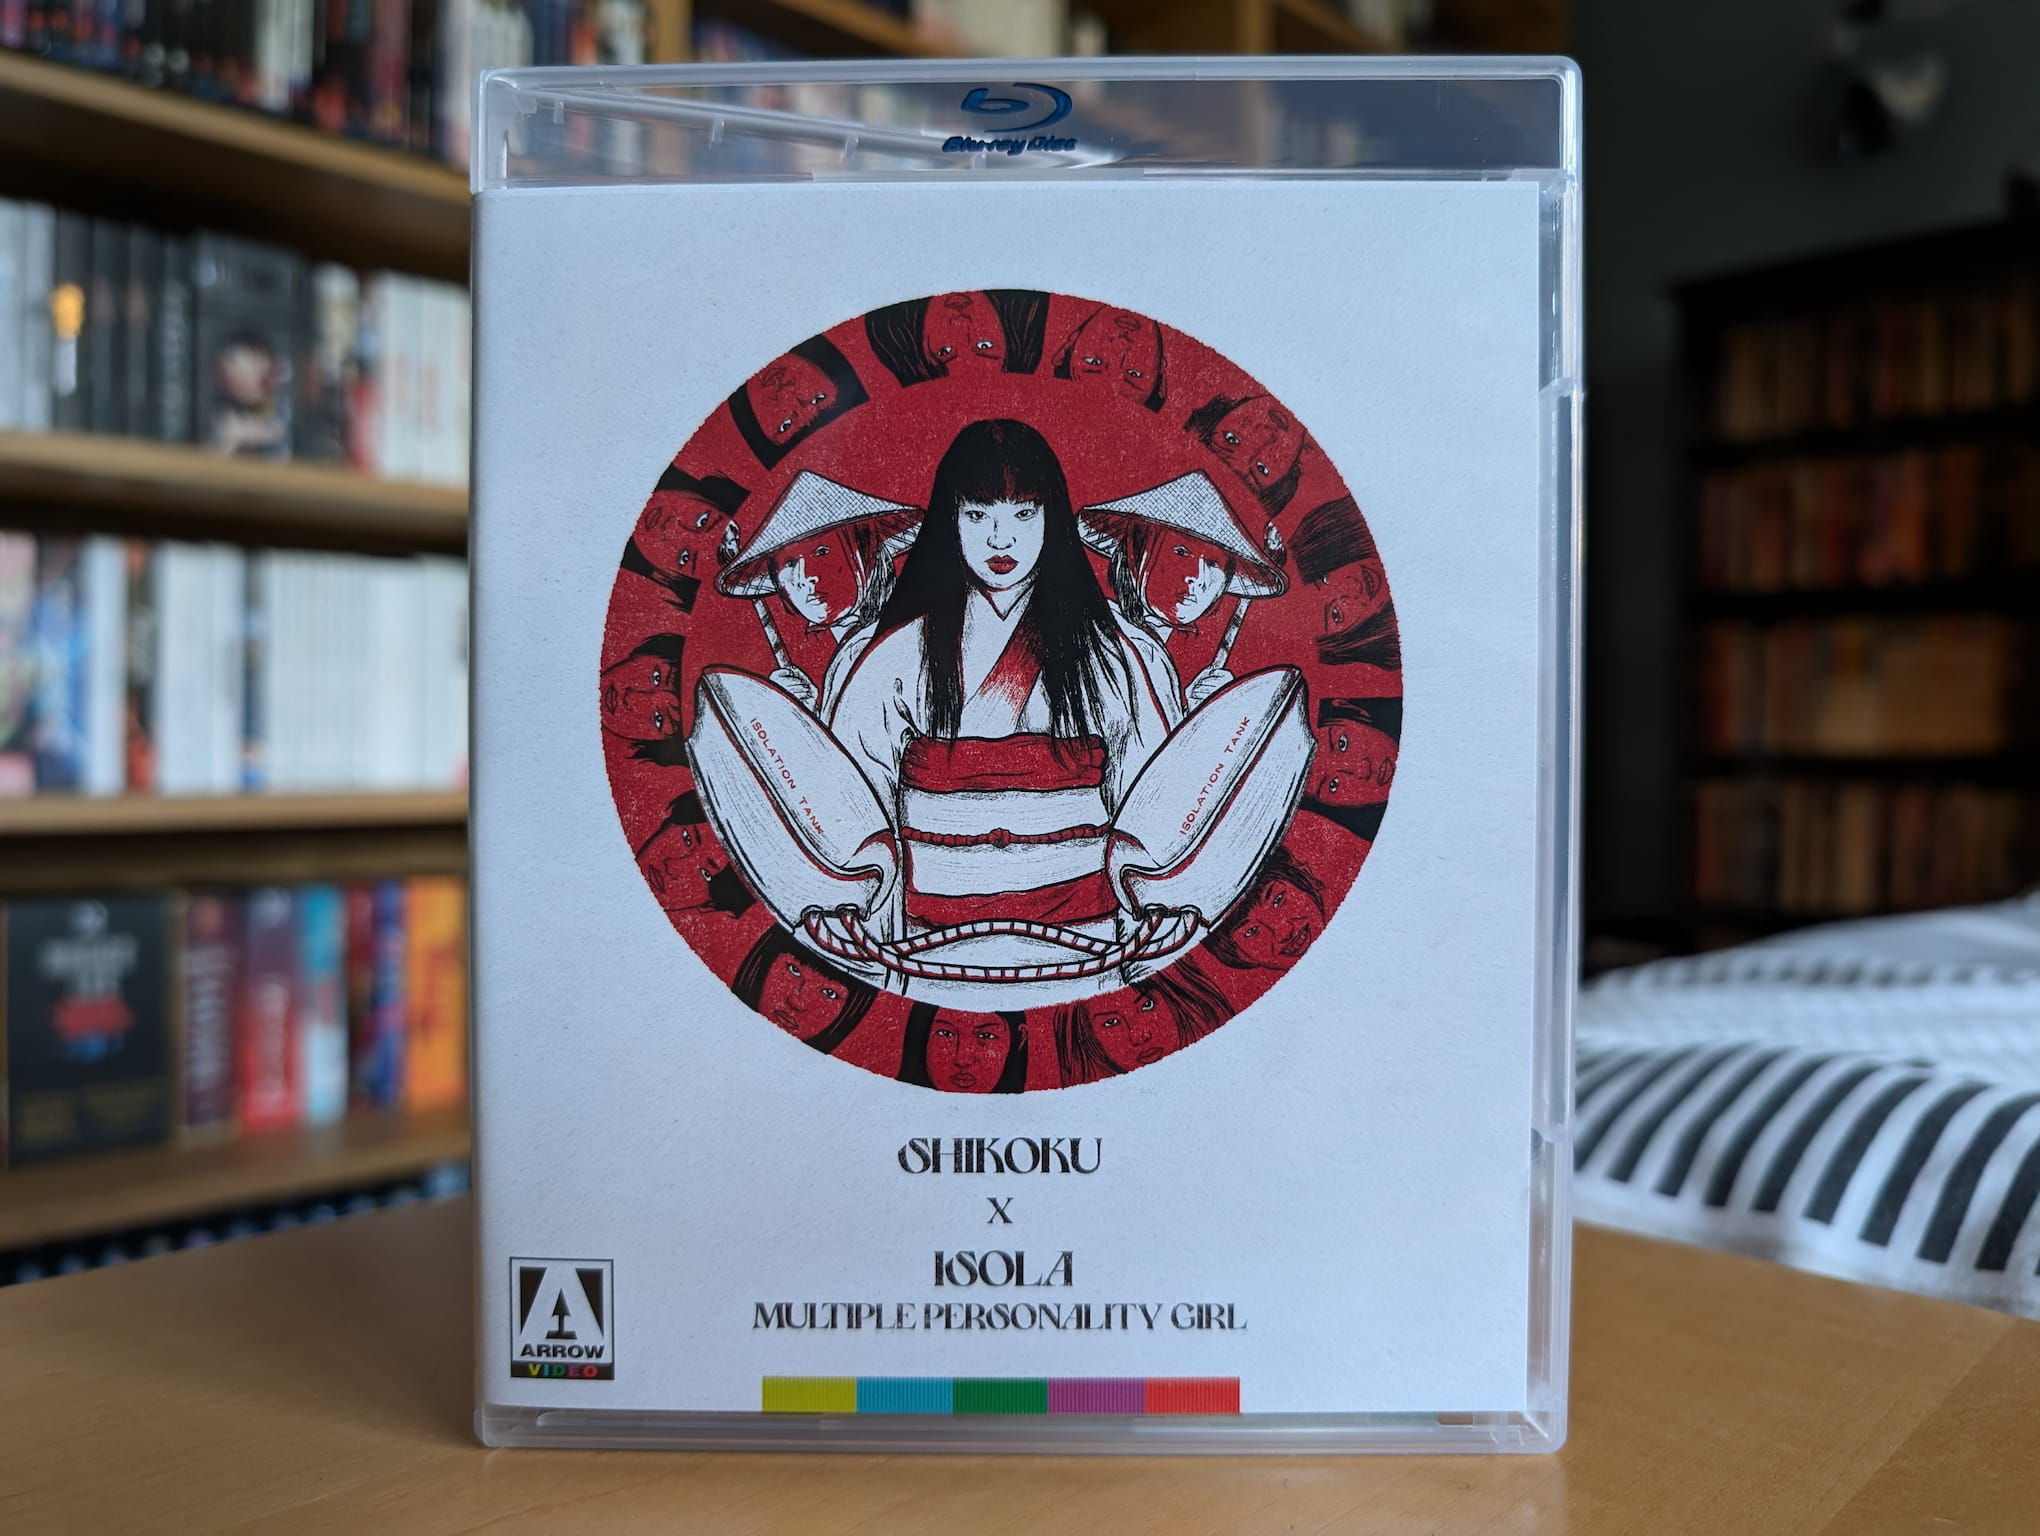 Blu-ray Disc
ISOLATION TANK
ISOLATION TANK
SHIKOKU
X
ISOLA
MULTIPLE PERSONALITY GIRL
ARROW
VIDEO